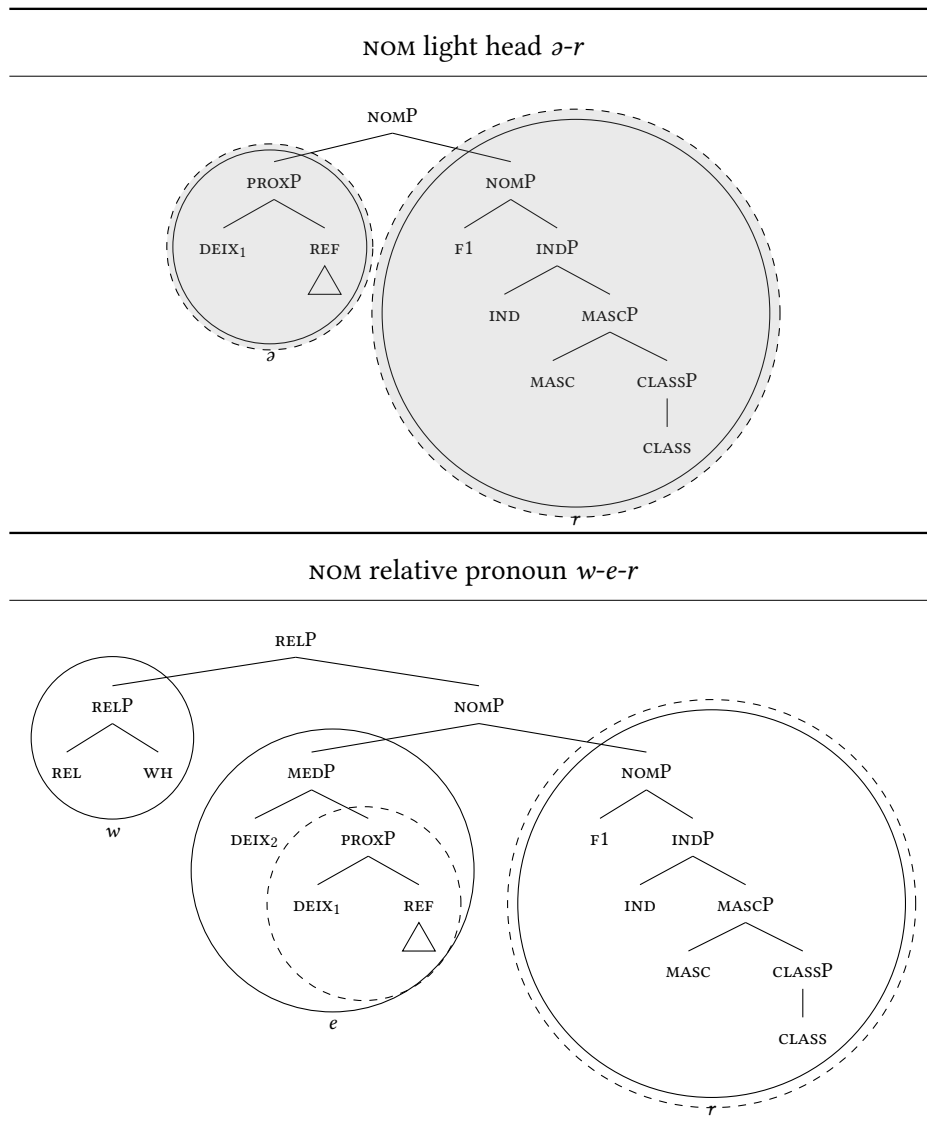 NOM light head ə-r
NOMP
PROXP NOMP
DEIX₁ REF F1 INDP
IND MASCP
ə
MASC CLASSP
CLASS
r
NOM relative pronoun w-e-r
RELP
RELP NOMP
REL WH MEDP NOMP
w
DEIX₂ PROXP F1 INDP
DEIX₁ REF IND MASCP
MASC CLASSP
e
CLASS
r